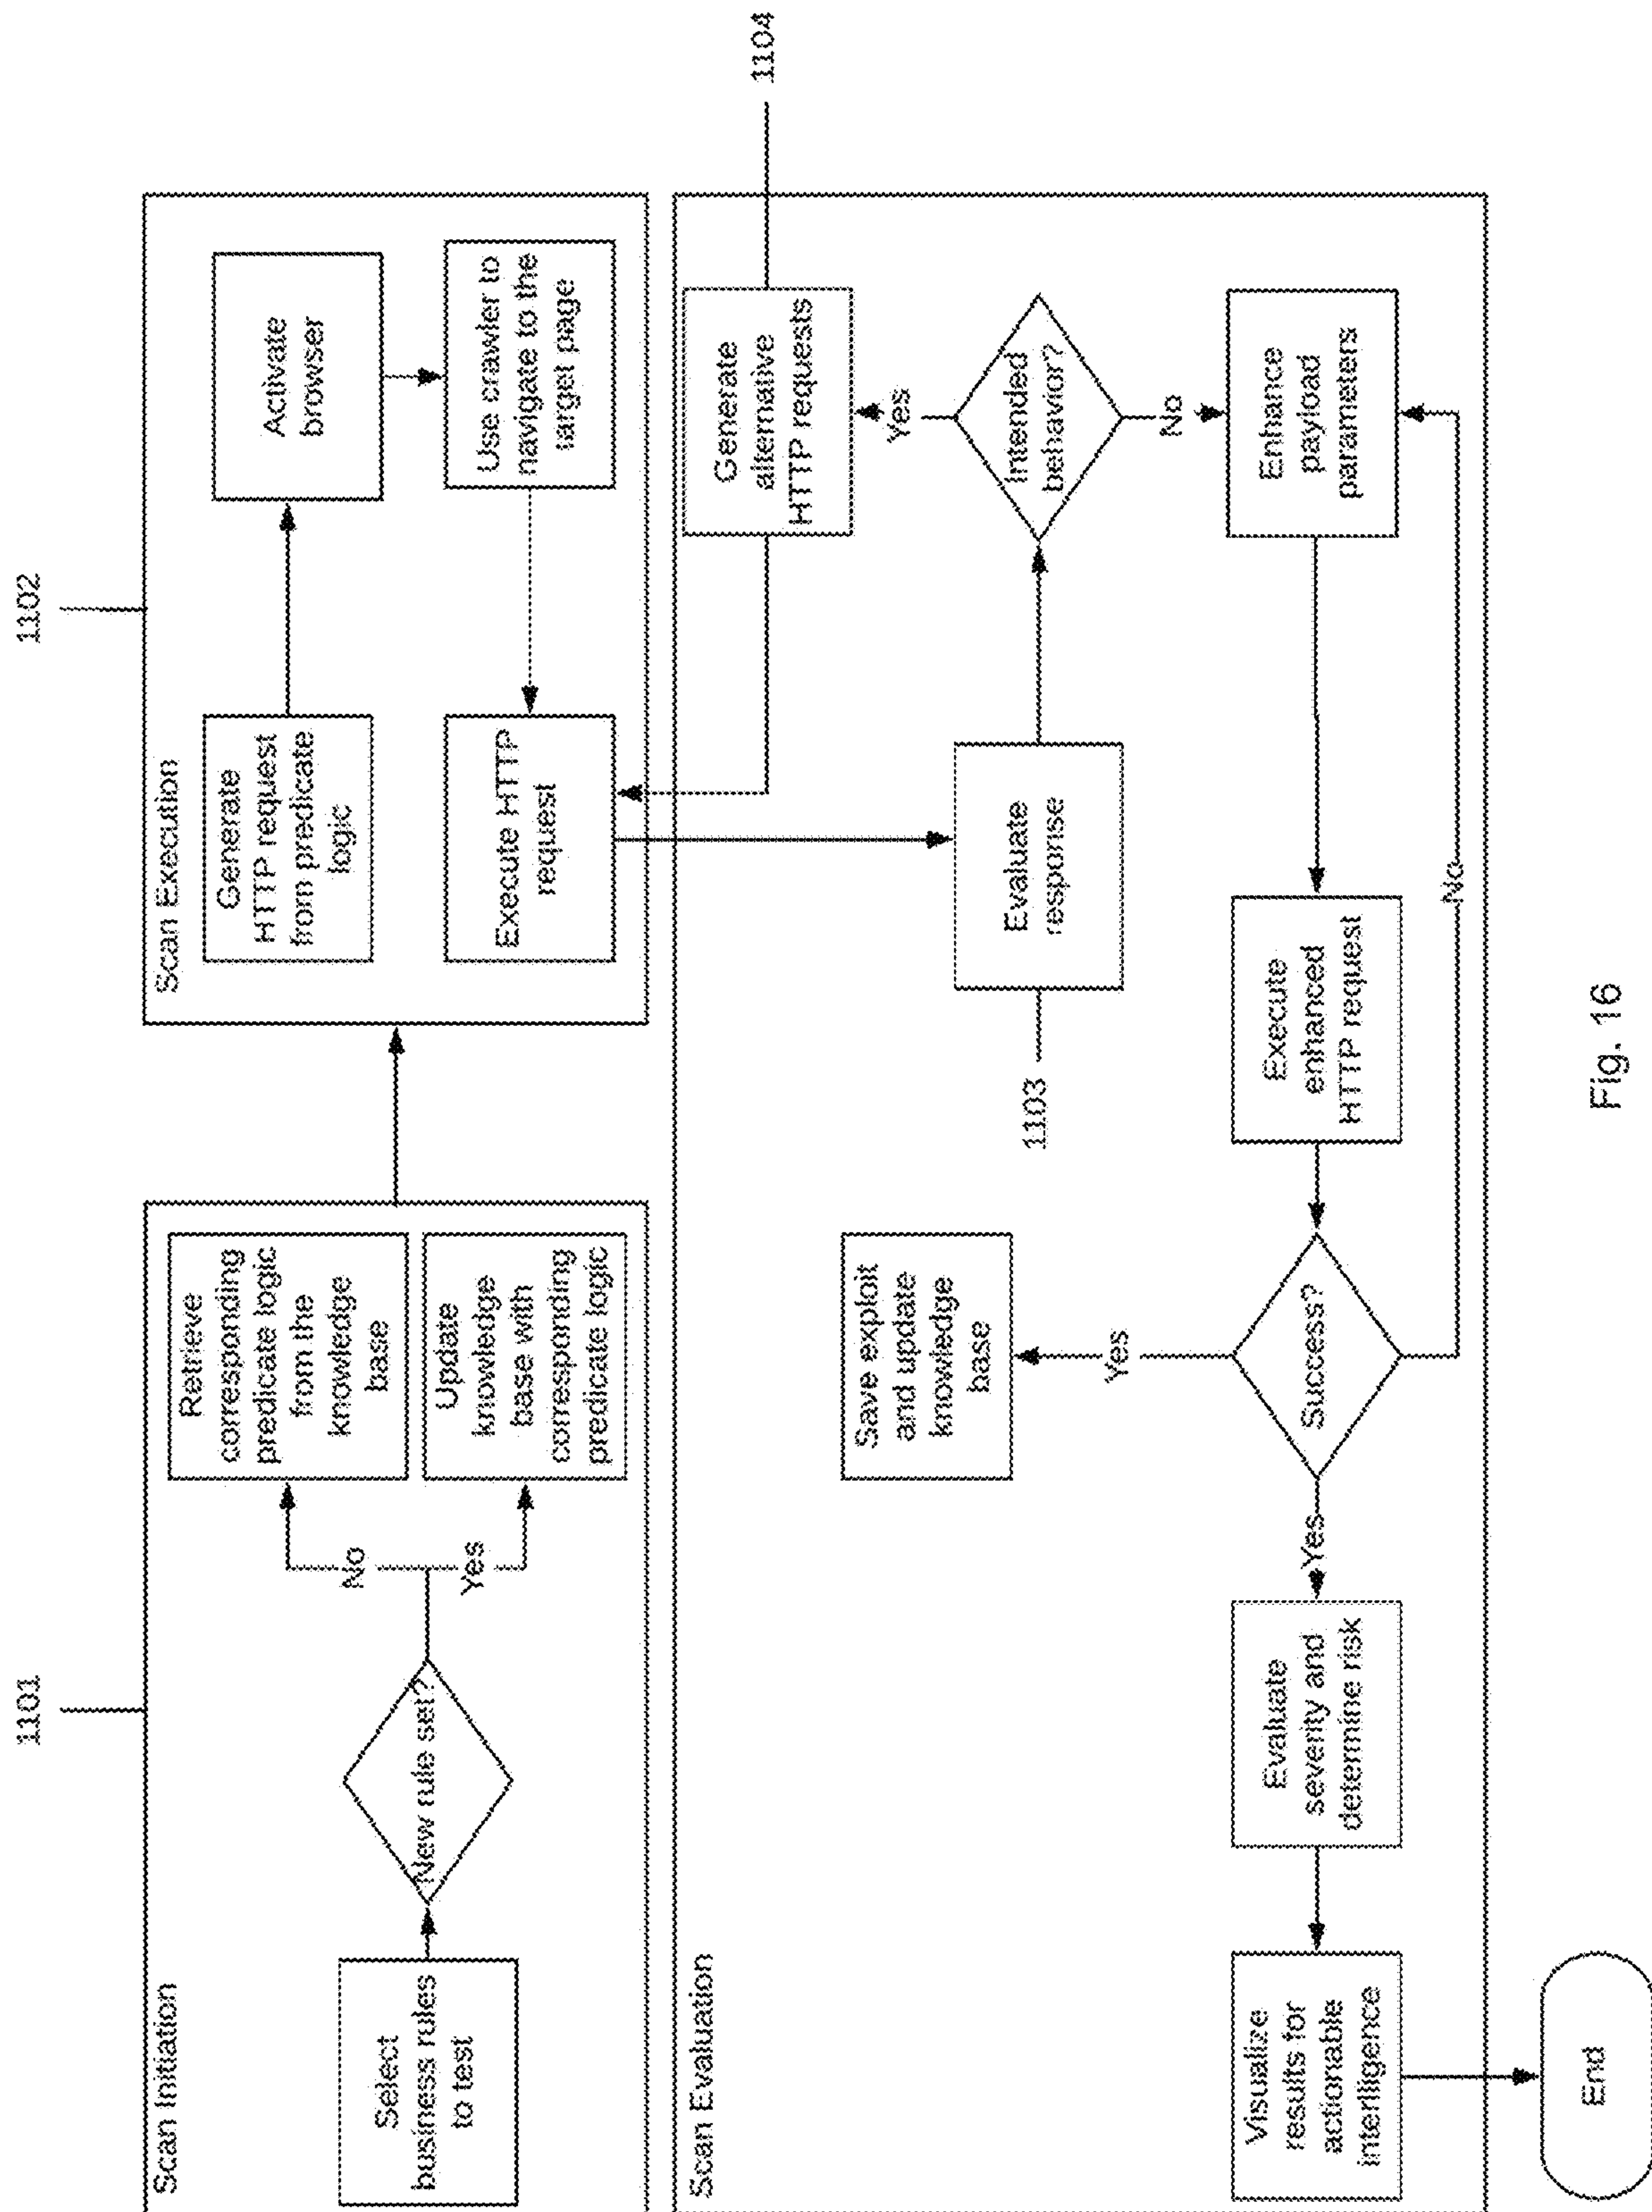 1101
1102
Scan Initiation
Select
business rules
to test
New rule set?
No
Yes
Retrieve
corresponding
predicate logic
from the
knowledge
base
Update
knowledge
base with
corresponding
predicate logic
Scan Execution
Generate
HTTP request
from predicate
logic
Activate
browser
Use crawler to
navigate to the
target page
Execute HTTP
request
Scan Evaluation
Generate
alternative
HTTP requests
1104
Yes
Evaluate
response
1103
Intended
behavior?
No
Save exploit
and update
knowledge
base
Yes
Visualize
results for
actionable
intelligence
Evaluate
severity and
determine risk
Yes
Success?
Execute
enhanced
HTTP request
Enhance
payload
parameters
No
End
Fig. 16